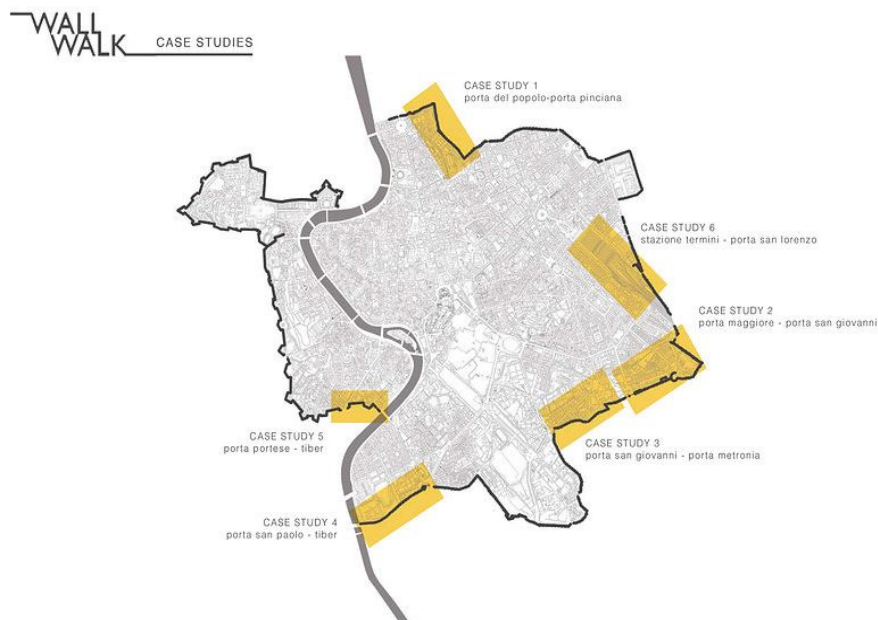 WALL
WALK CASE STUDIES
CASE STUDY 1
porta del popolo-porta pinciana
CASE STUDY 6
stazione termini - porta san lorenzo
CASE STUDY 2
porta maggiore - porta san giovanni
CASE STUDY 3
porta san giovanni - porta metronia
CASE STUDY 5
porta portese - tiber
CASE STUDY 4
porta san paolo - tiber